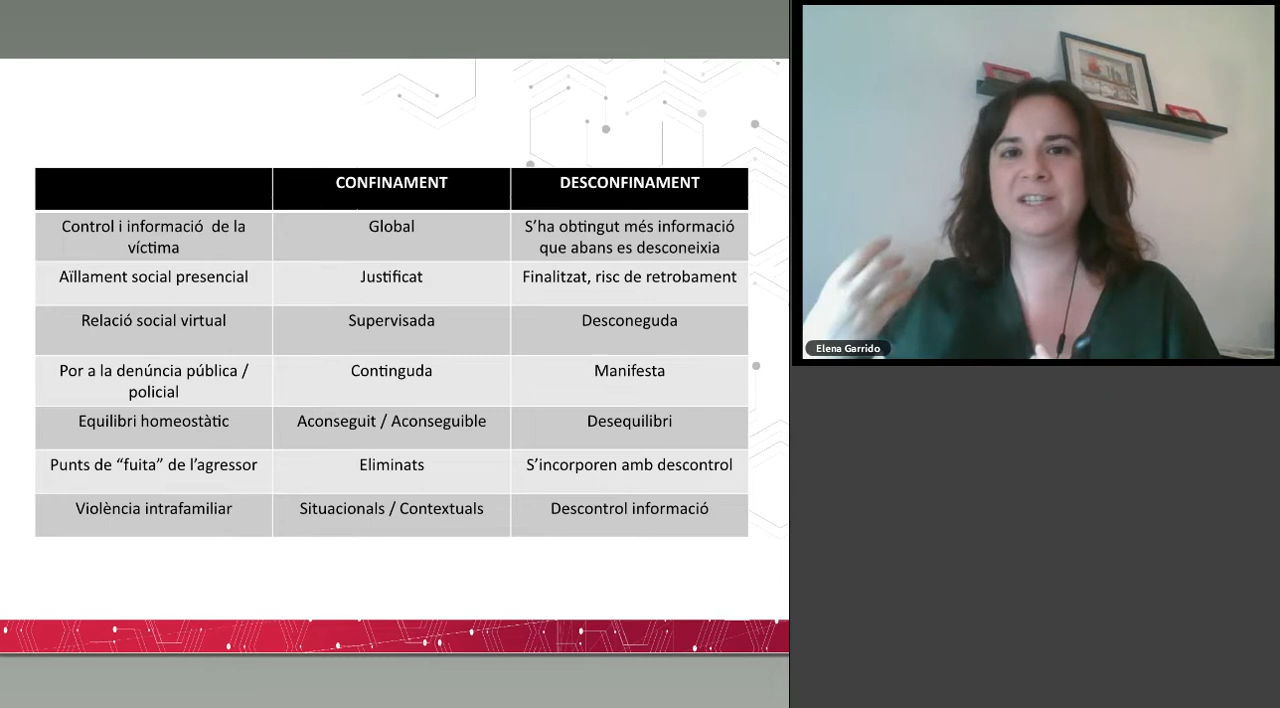 CONFINAMENT
DESCONFINAMENT
Control i informació de la
víctima
Global
S'ha obtingut més informació
que abans es desconeixia
Aïllament social presencial
Justificat
Finalitzat, risc de retrobament
Relació social virtual
Supervisada
Desconeguda
Por a la denúncia pública /
policial
Continguda
Manifesta
Equilibri homeostàtic
Aconseguit / Aconseguible
Desequilibri
Punts de “fuita” de l'agressor
Eliminats
S'incorporen amb descontrol
Violència intrafamiliar
Situacionals / Contextuals
Descontrol informació
Elena Garrido